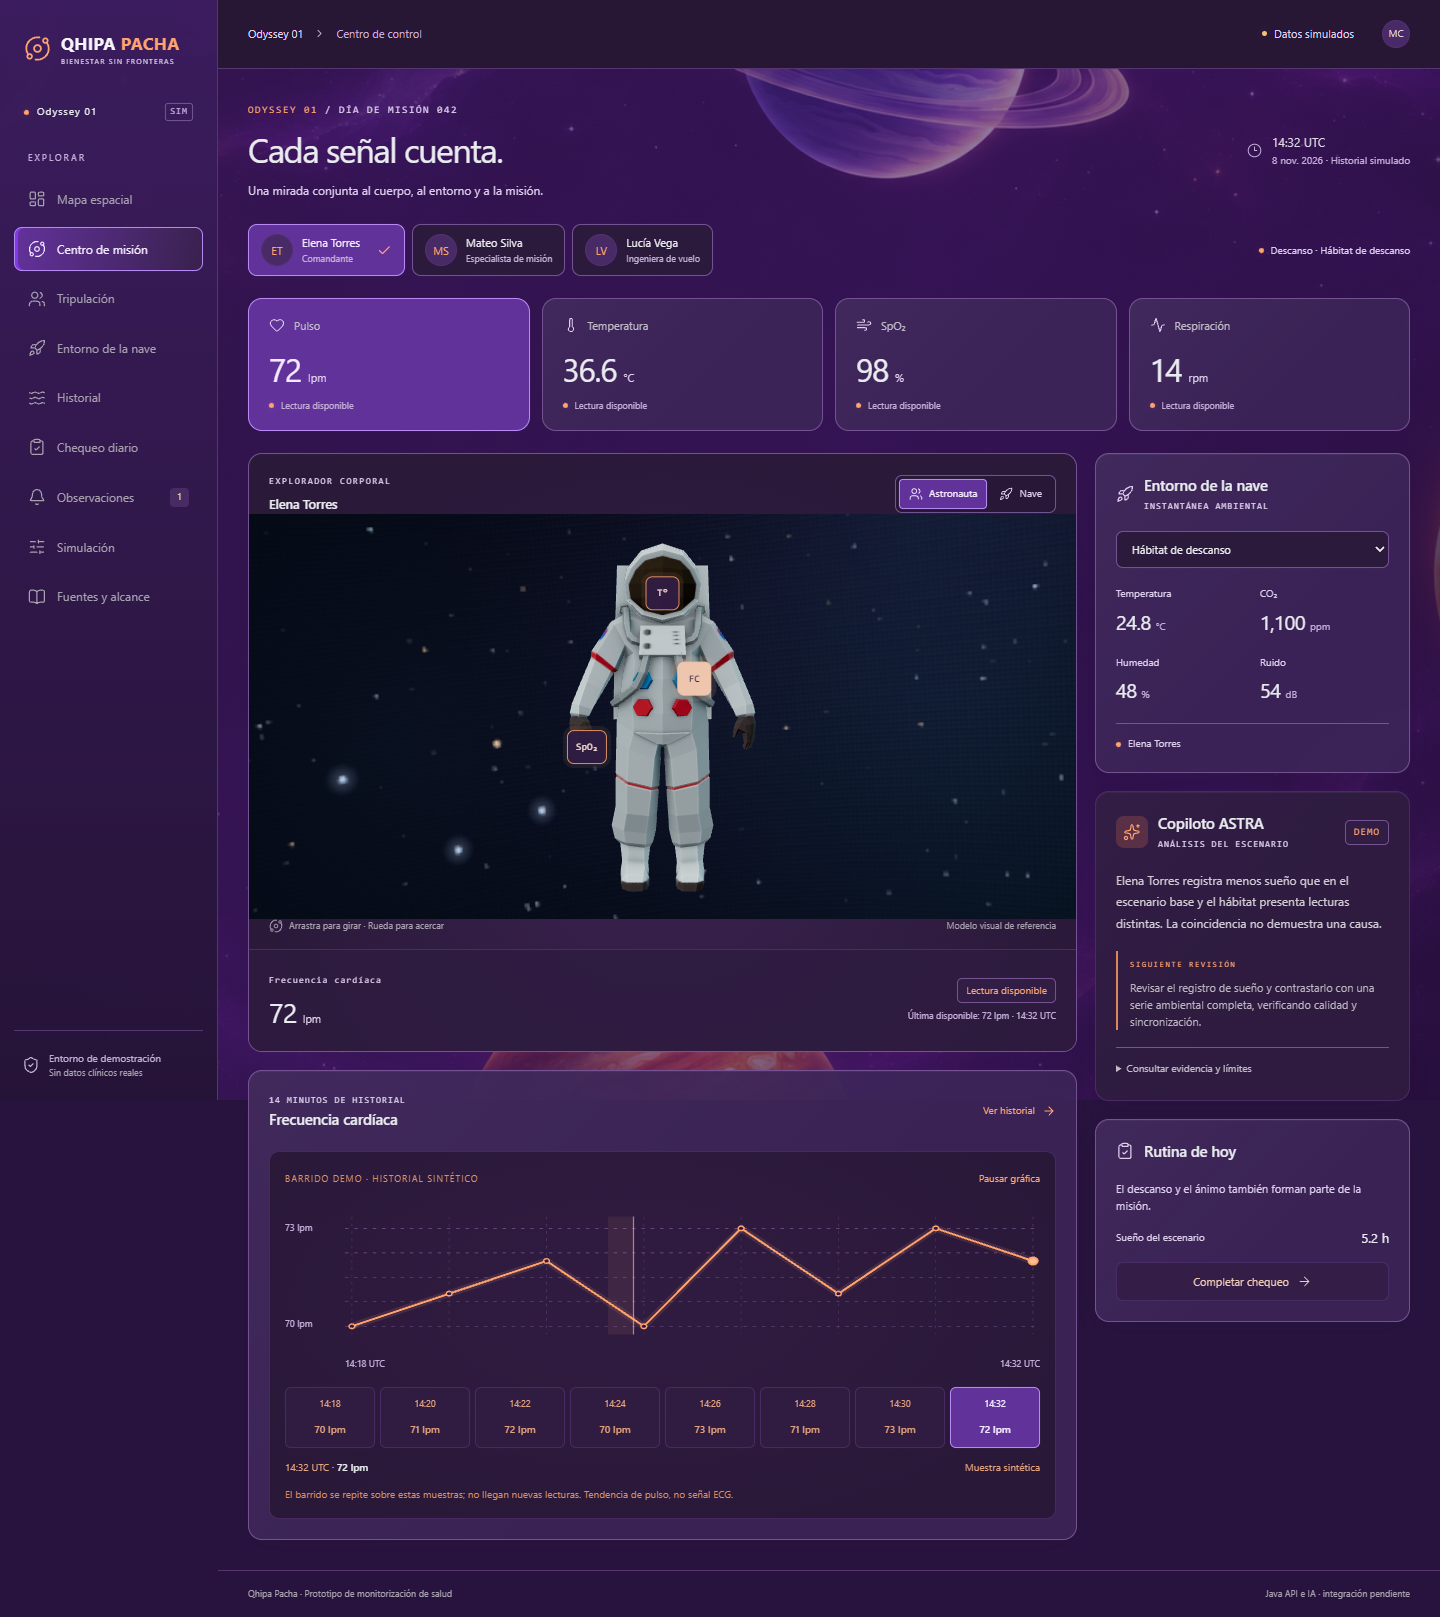 QHIPA PACHA
BIENESTAR SIN FRONTERAS
Odyssey 01
SIM
EXPLORAR
Mapa espacial
Centro de misión
Tripulación
Entorno de la nave
Historial
Chequeo diario
Observaciones
1
Simulación
Fuentes y alcance
Entorno de demostración
Sin datos clínicos reales
Odyssey 01 > Centro de control
Datos simulados
MC
ODYSSEY 01 / DÍA DE MISIÓN 042
Cada señal cuenta.
Una mirada conjunta al cuerpo, al entorno y a la misión.
14:32 UTC
8 nov. 2026 · Historial simulado
ET
Elena Torres
Comandante
MS
Mateo Silva
Especialista de misión
LV
Lucía Vega
Ingeniera de vuelo
Descanso · Hábitat de descanso
Pulso
72 lpm
Lectura disponible
Temperatura
36.6 °C
Lectura disponible
SpO₂
98 %
Lectura disponible
Respiración
14 rpm
Lectura disponible
EXPLORADOR CORPORAL
Elena Torres
Astronauta
Nave
T°
FC
SpO₂
Arrastra para girar · Rueda para acercar
Modelo visual de referencia
Frecuencia cardíaca
72 lpm
Lectura disponible
Última disponible: 72 lpm · 14:32 UTC
Entorno de la nave
INSTANTÁNEA AMBIENTAL
Hábitat de descanso
Temperatura
24.8 °C
CO₂
1,100 ppm
Humedad
48 %
Ruido
54 dB
Elena Torres
Copiloto ASTRA
ANÁLISIS DEL ESCENARIO
DEMO
Elena Torres registra menos sueño que en el
escenario base y el hábitat presenta lecturas
distintas. La coincidencia no demuestra una causa.
SIGUIENTE REVISIÓN
Revisar el registro de sueño y contrastarlo con una
serie ambiental completa, verificando calidad y
sincronización.
Consultar evidencia y límites
14 MINUTOS DE HISTORIAL
Frecuencia cardíaca
Ver historial
BARRIDO DEMO · HISTORIAL SINTÉTICO
Pausar gráfica
73 lpm
70 lpm
14:18 UTC
14:32 UTC
14:18
70 lpm
14:20
71 lpm
14:22
72 lpm
14:24
70 lpm
14:26
73 lpm
14:28
71 lpm
14:30
73 lpm
14:32
72 lpm
14:32 UTC · 72 lpm
Muestra sintética
El barrido se repite sobre estas muestras; no llegan nuevas lecturas. Tendencia de pulso, no señal ECG.
Rutina de hoy
El descanso y el ánimo también forman parte de la
misión.
Sueño del escenario
5.2 h
Completar chequeo
Qhipa Pacha · Prototipo de monitorización de salud
Java API e IA · integración pendiente